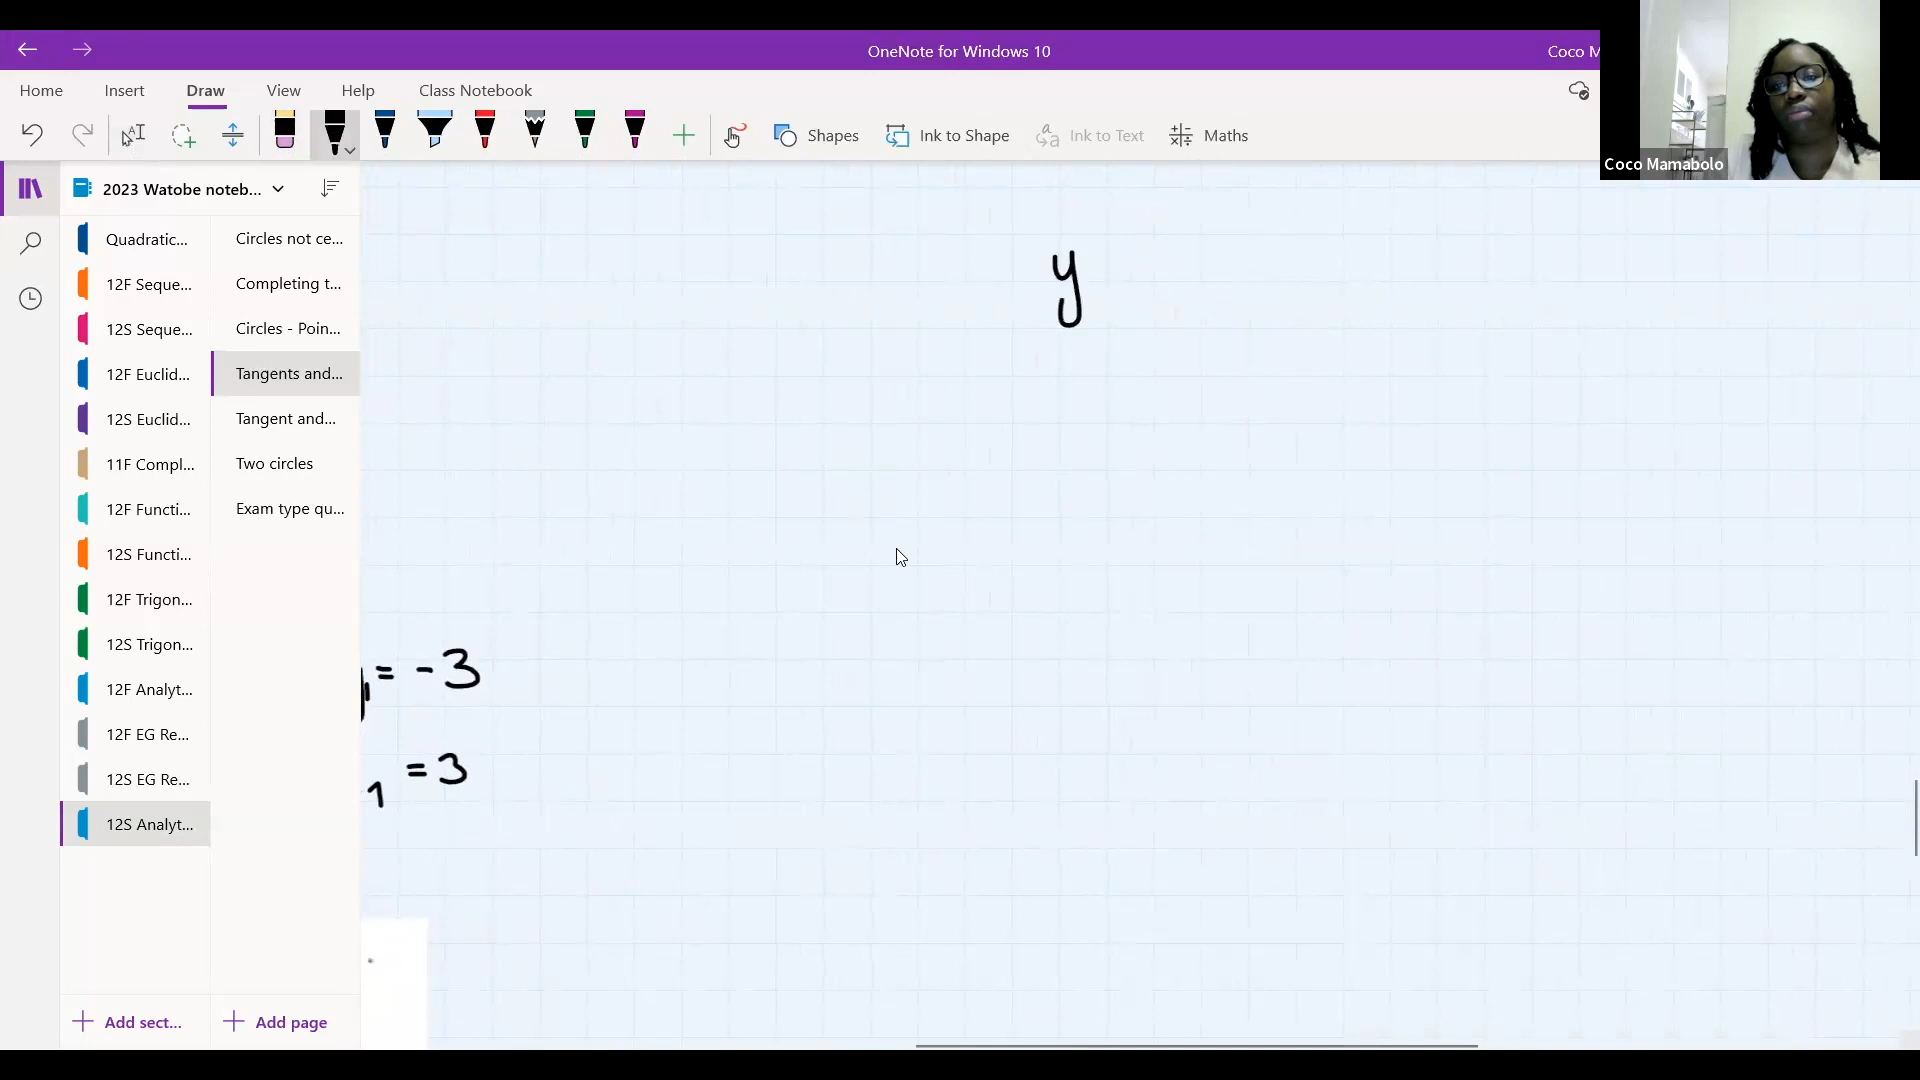 OneNote for Windows 10
Coco M
Home Insert Draw View Help Class Notebook
Shapes Ink to Shape Ink to Text Maths
Coco Mamabolo
2023 Watobe noteb...
Quadratic...
12F Seque...
12S Seque...
12F Euclid...
12S Euclid...
11F Compl...
12F Functi...
12S Functi...
12F Trigon...
12S Trigon...
12F Analyt...
12F EG Re...
12S EG Re...
12S Analyt...
Add sect...
Circles not ce...
Completing t...
Circles - Poin...
Tangents and...
Tangent and...
Two circles
Exam type qu...
Add page
y
= -3
1 = 3